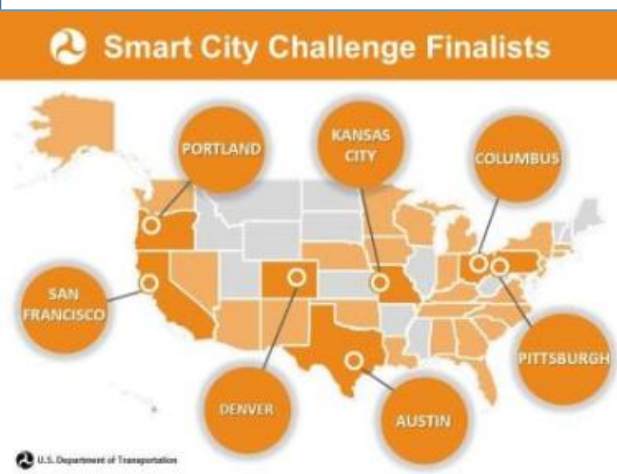 Smart City Challenge Finalists
PORTLAND
KANSAS
CITY
COLUMBUS
SAN
FRANCISCO
PITTSBURGH
DENVER
AUSTIN
U.S. Department of Transportation